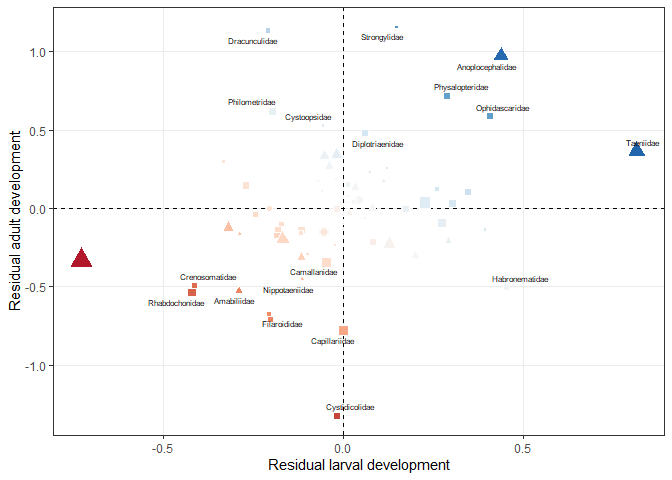 Dracunculidae
Strongylidae
1.0
Anoplocephalidae
Physalopteridae
Philometridae
Ophidascaridae
Cystoopsidae
0.5
Diplotriaenidae
Taeniidae
Residual adult development
0.0
Camallanidae
Crenosomatidae
Habronematidae
-0.5
Nippotaeniidae
Rhabdochonidae
Amabiliidae
Filaroididae
Capillariidae
-1.0
Cystidicolidae
-0.5
0.0
0.5
Residual larval development